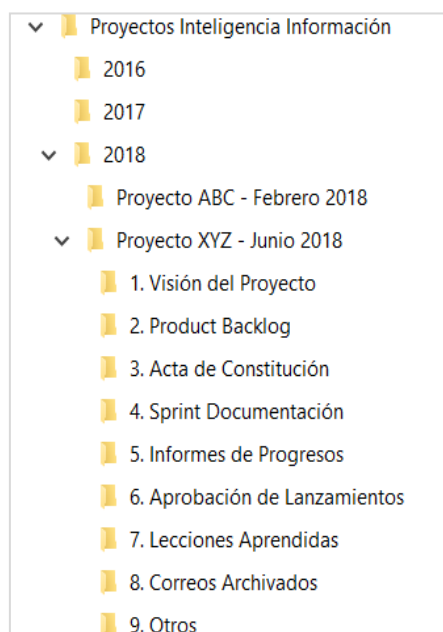 Proyectos Inteligencia Información
2016
2017
2018
Proyecto ABC - Febrero 2018
Proyecto XYZ - Junio 2018
1. Visión del Proyecto
2. Product Backlog
3. Acta de Constitución
4. Sprint Documentación
5. Informes de Progresos
6. Aprobación de Lanzamientos
7. Lecciones Aprendidas
8. Correos Archivados
9. Otros